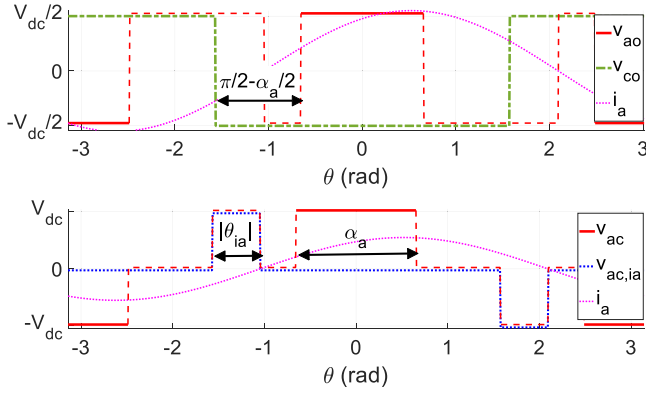 V_dc/2
0
-V_dc/2
π/2-α_a/2
v_ao
v_co
i_a
-3 -2 -1 0 1 2 3
θ (rad)
V_dc
0
-V_dc
|θ_ia|
α_a
v_ac
v_ac,ia
i_a
-3 -2 -1 0 1 2 3
θ (rad)